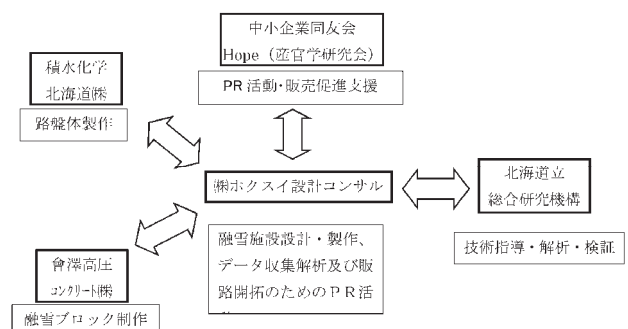 中小企業同友会
Hope（産官学研究会）
PR 活動・販売促進支援
積水化学
北海道㈱
路盤体製作
㈱ホクスイ設計コンサル
北海道立
総合研究機構
技術指導・解析・検証
會澤高圧
コンクリート㈱
融雪ブロック制作
融雪施設設計・製作、
データ収集解析及び販
路開拓のためのＰＲ活